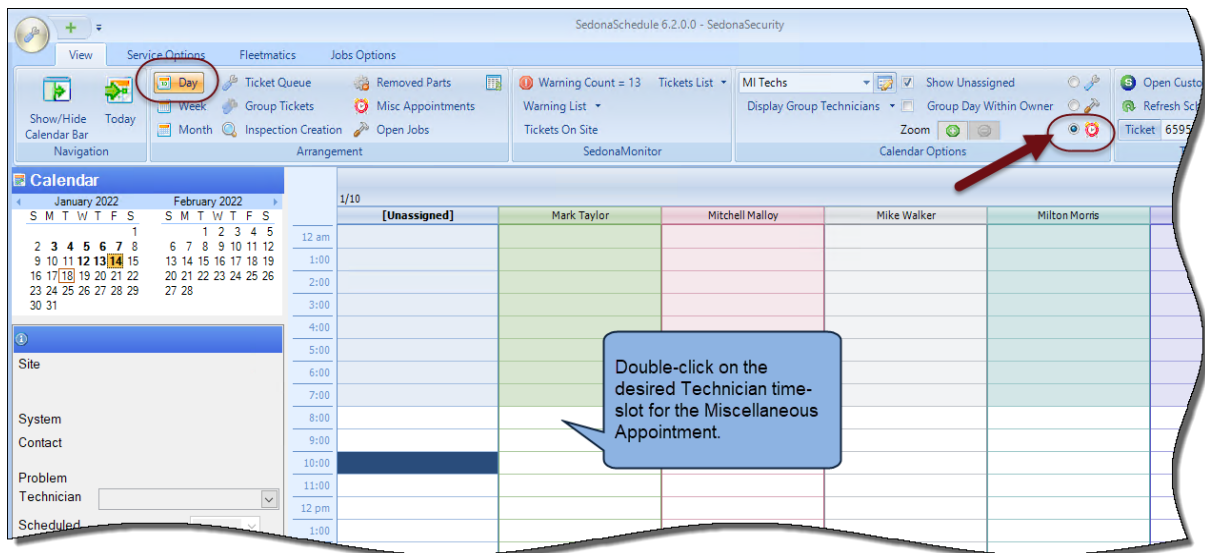 SedonaSchedule 6.2.0.0 - SedonaSecurity
View Service Options Fleetmatics Jobs Options
Day Ticket Queue Removed Parts Warning Count = 13 Tickets List MI Techs Show Unassigned Open Custo
Week Group Tickets Misc Appointments Warning List Display Group Technicians Group Day Within Owner Refresh Sch
Show/Hide Calendar Bar Today Month Inspection Creation Open Jobs Tickets On Site Zoom Ticket 6595
Navigation Arrangement SedonaMonitor Calendar Options T
Calendar
January 2022 February 2022
S M T W T F S S M T W T F S
1 1 2 3 4 5
2 3 4 5 6 7 8 6 7 8 9 10 11 12
9 10 11 12 13 14 15 13 14 15 16 17 18 19
16 17 18 19 20 21 22 20 21 22 23 24 25 26
23 24 25 26 27 28 29 27 28
30 31
1/10
[Unassigned] Mark Taylor Mitchell Malloy Mike Walker Milton Morris
12 am
1:00
2:00
3:00
4:00
5:00
6:00
7:00
8:00
9:00
10:00
11:00
12 pm
1:00
Site
System
Contact
Problem
Technician
Scheduled
Double-click on the
desired Technician time-
slot for the Miscellaneous
Appointment.